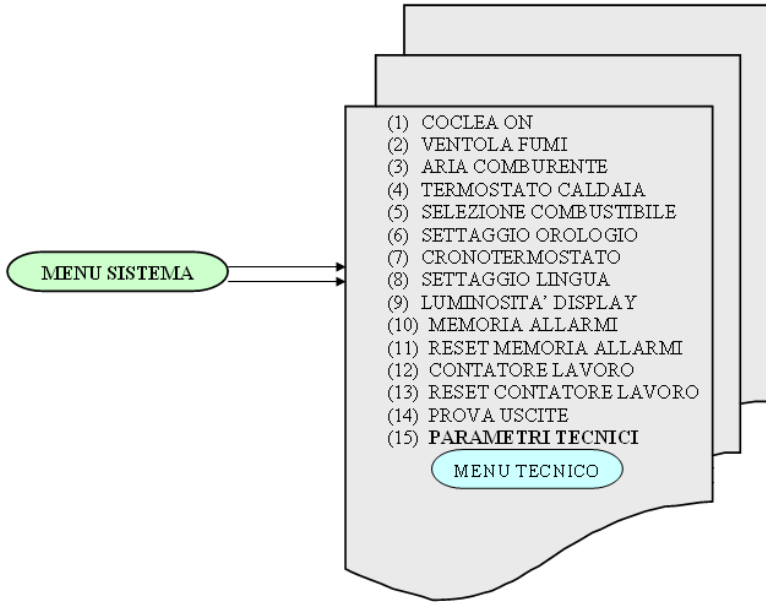 (1) COCLEA ON
(2) VENTOLA FUMI
(3) ARIA COMBURENTE
(4) TERMOSTATO CALDAIA
(5) SELEZIONE COMBUSTIBILE
(6) SETTAGGIO OROLOGIO
(7) CRONOTERMOSTATO
MENU SISTEMA
(8) SETTAGGIO LINGUA
(9) LUMINOSITA’ DISPLAY
(10) MEMORIA ALLARMI
(11) RESET MEMORIA ALLARMI
(12) CONTATORE LAVORO
(13) RESET CONTATORE LAVORO
(14) PROVA USCITE
(15) PARAMETRI TECNICI
MENU TECNICO